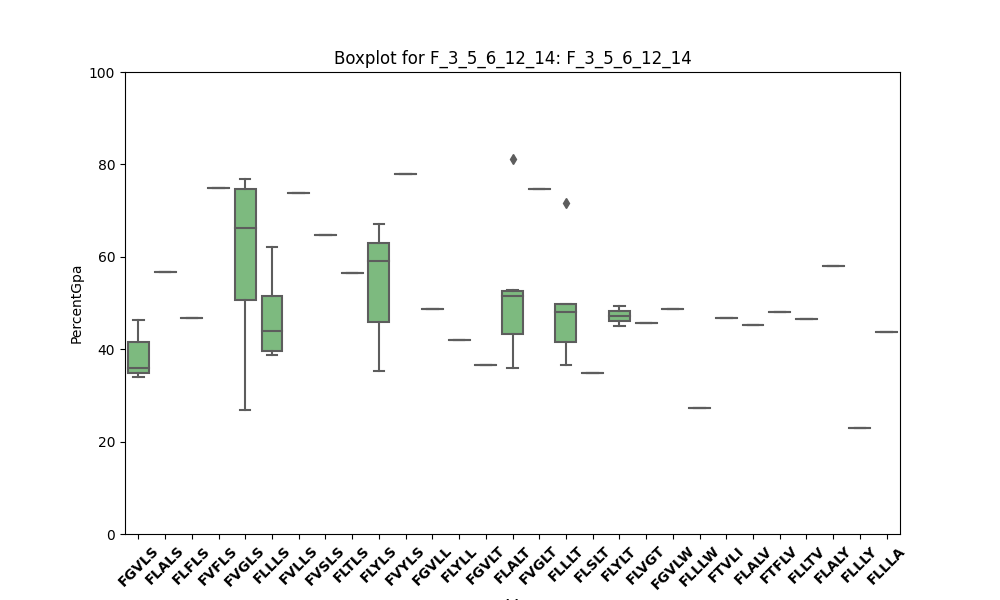 Boxplot for F_3_5_6_12_14: F_3_5_6_12_14
PercentGpa
100
80
60
40
20
0
FGVLS FLALS FLFLS FVFLS FVGLS FLLLS FVLLS FVSLS FLTLS FLYLS FVYLS FGVLL FLYLL FGVLT FLALT FVGLT FLLLT FLSLT FLYLT FLVGT FGVLW FLLLW FTVLI FLALV FTFLV FLLTV FLALY FLLLY FLLLA